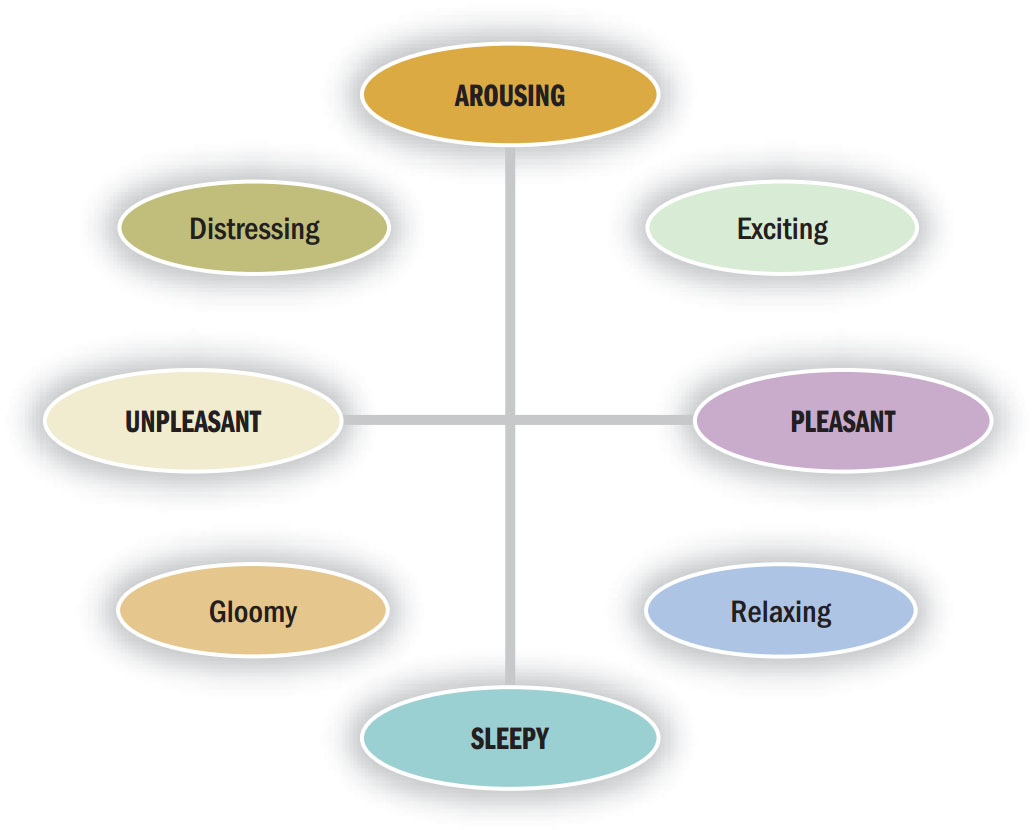 AROUSING
Distressing
Exciting
UNPLEASANT
PLEASANT
Gloomy
Relaxing
SLEEPY